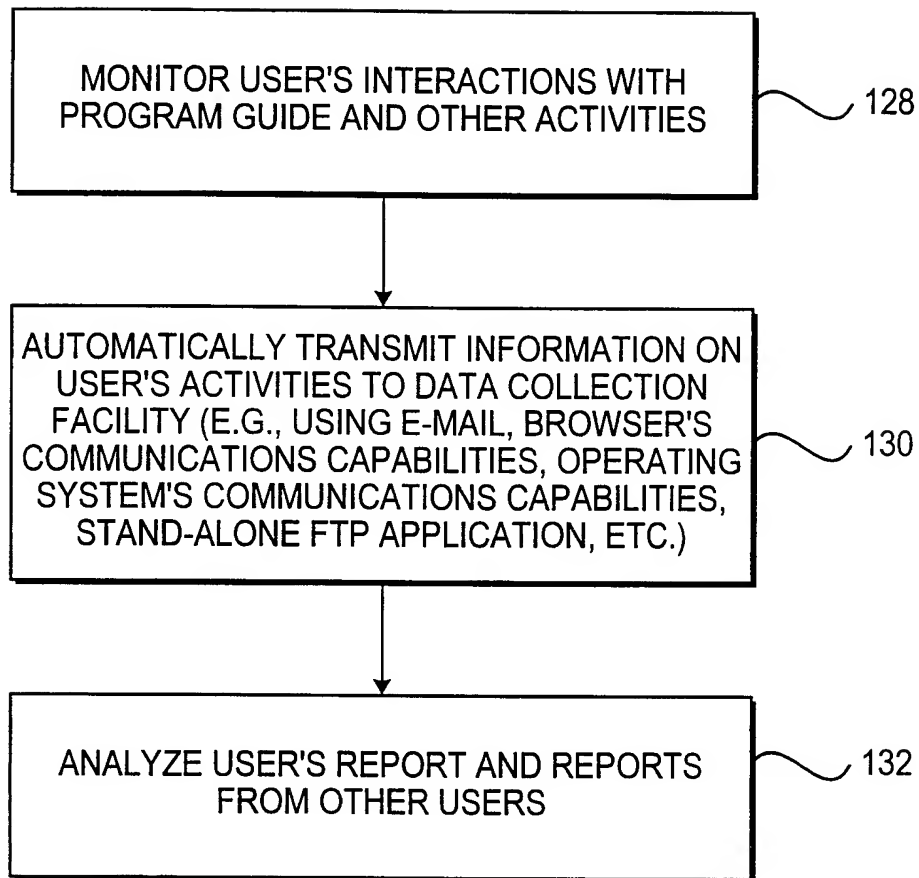 MONITOR USER'S INTERACTIONS WITH
PROGRAM GUIDE AND OTHER ACTIVITIES
128
AUTOMATICALLY TRANSMIT INFORMATION ON
USER'S ACTIVITIES TO DATA COLLECTION
FACILITY (E.G., USING E-MAIL, BROWSER'S
COMMUNICATIONS CAPABILITIES, OPERATING
SYSTEM'S COMMUNICATIONS CAPABILITIES,
STAND-ALONE FTP APPLICATION, ETC.)
130
ANALYZE USER'S REPORT AND REPORTS
FROM OTHER USERS
132